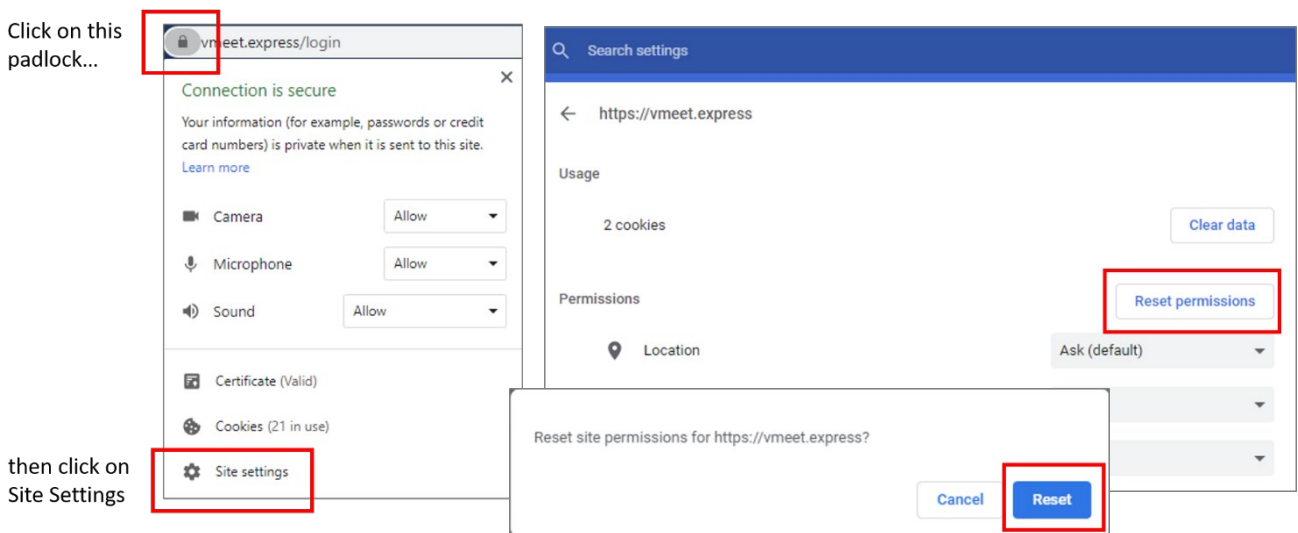 Click on this
padlock...
vmeet.express/login
Connection is secure
Your information (for example, passwords or credit
card numbers) is private when it is sent to this site.
Learn more
Camera Allow
Microphone Allow
Sound Allow
Certificate (Valid)
Cookies (21 in use)
then click on
Site Settings
Site settings
Search settings
https://vmeet.express
Usage
2 cookies Clear data
Permissions Reset permissions
Location Ask (default)
Reset site permissions for https://vmeet.express?
Cancel Reset